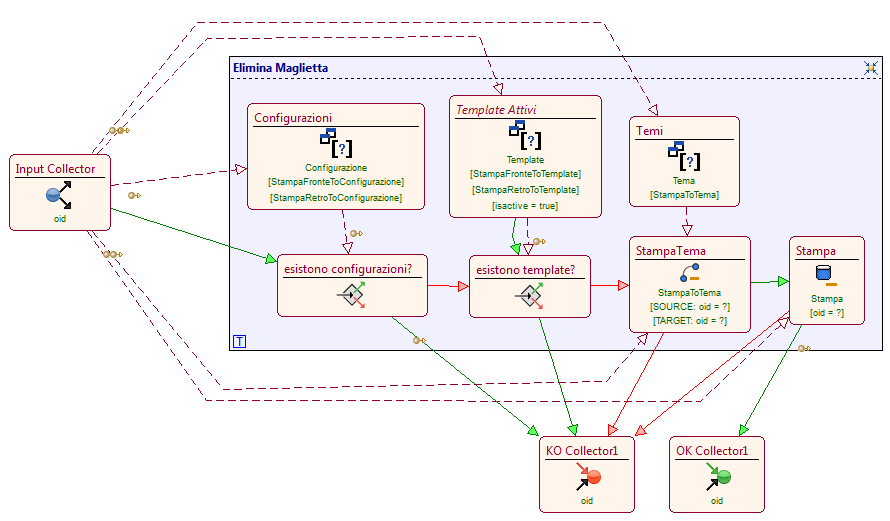 Elimina Maglietta
Input Collector
oid
Configurazioni
[?]
Configurazione
[StampaFronteToConfigurazione]
[StampaRetroToConfigurazione]
Template Attivi
[?]
Template
[StampaFronteToTemplate]
[StampaRetroToTemplate]
[isactive = true]
Temi
[?]
Tema
[StampaToTema]
esistono configurazioni?
esistono template?
StampaTema
StampaToTema
[SOURCE: oid = ?]
[TARGET: oid = ?]
Stampa
Stampa
[oid = ?]
T
KO Collector1
oid
OK Collector1
oid